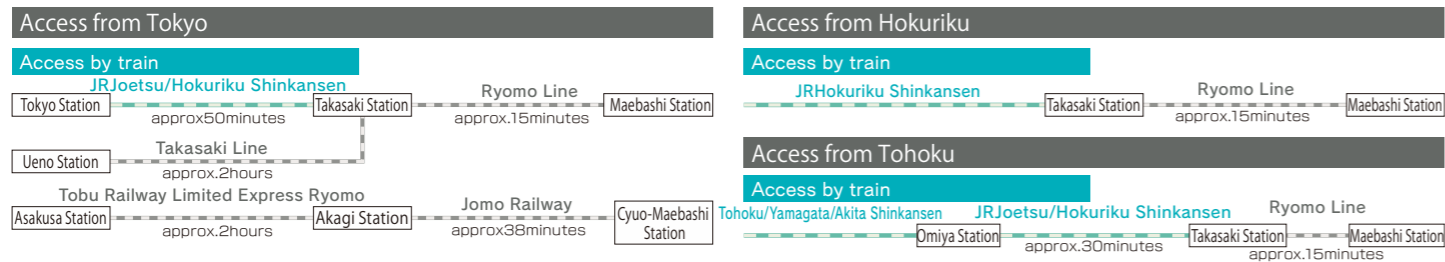 Access from Tokyo
Access by train
JRJoetsu/Hokuriku Shinkansen
Tokyo Station
Takasaki Station
Ryomo Line
Maebashi Station
approx50minutes
approx.15minutes
Takasaki Line
Ueno Station
approx.2hours
Tobu Railway Limited Express Ryomo
Asakusa Station
Akagi Station
Jomo Railway
Cyuo-Maebashi
Station
approx.2hours
approx38minutes
Access from Hokuriku
Access by train
JRHokuriku Shinkansen
Takasaki Station
Ryomo Line
Maebashi Station
approx.15minutes
Access from Tohoku
Access by train
Tohoku/Yamagata/Akita Shinkansen
Omiya Station
JRJoetsu/Hokuriku Shinkansen
approx.30minutes
Takasaki Station
Ryomo Line
Maebashi Station
approx.15minutes